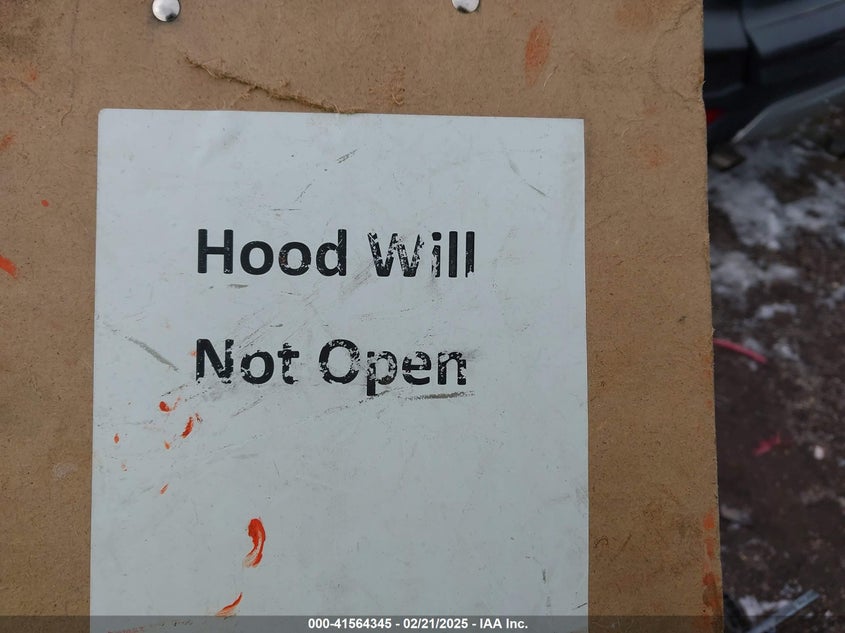 Hood Will
Not Open
000-41564345 - 02/21/2025 - IAA Inc.